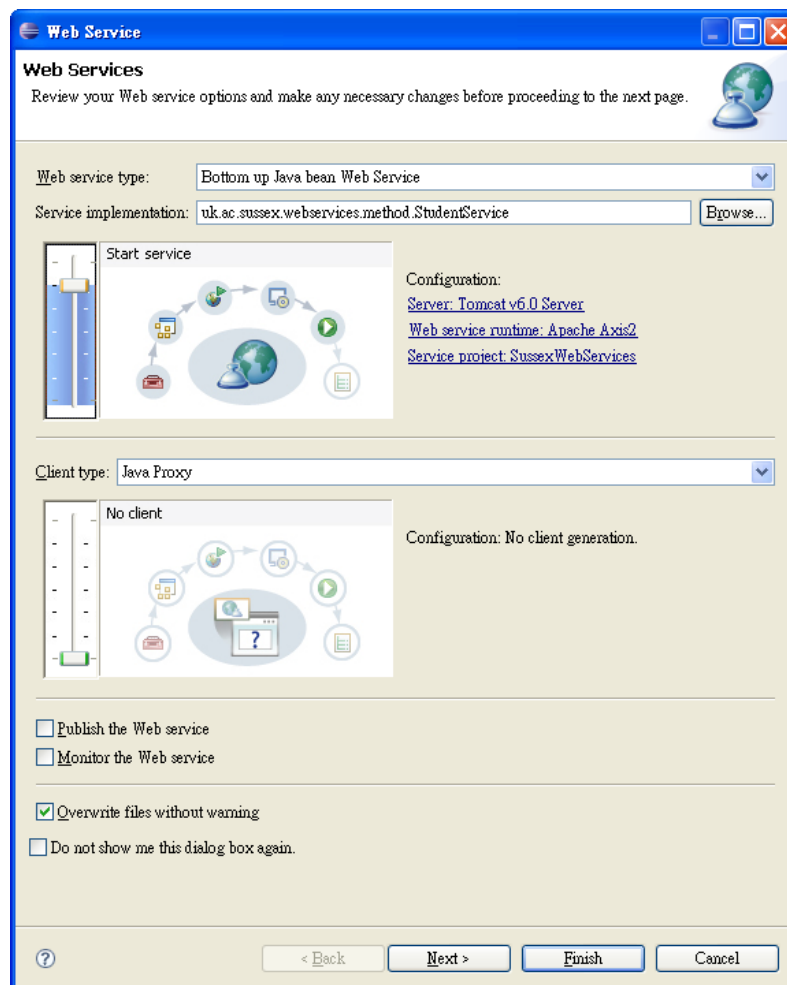 Web Service
Web Services
Review your Web service options and make any necessary changes before proceeding to the next page.
Web service type: Bottom up Java bean Web Service
Service implementation: uk.ac.sussex.webservices.method.StudentService Browse...
Start service
Configuration:
Server: Tomcat v6.0 Server
Web service runtime: Apache Axis2
Service project: SussexWebServices
Client type: Java Proxy
No client
Configuration: No client generation.
Publish the Web service
Monitor the Web service
Overwrite files without warning
Do not show me this dialog box again.
? < Back Next > Finish Cancel